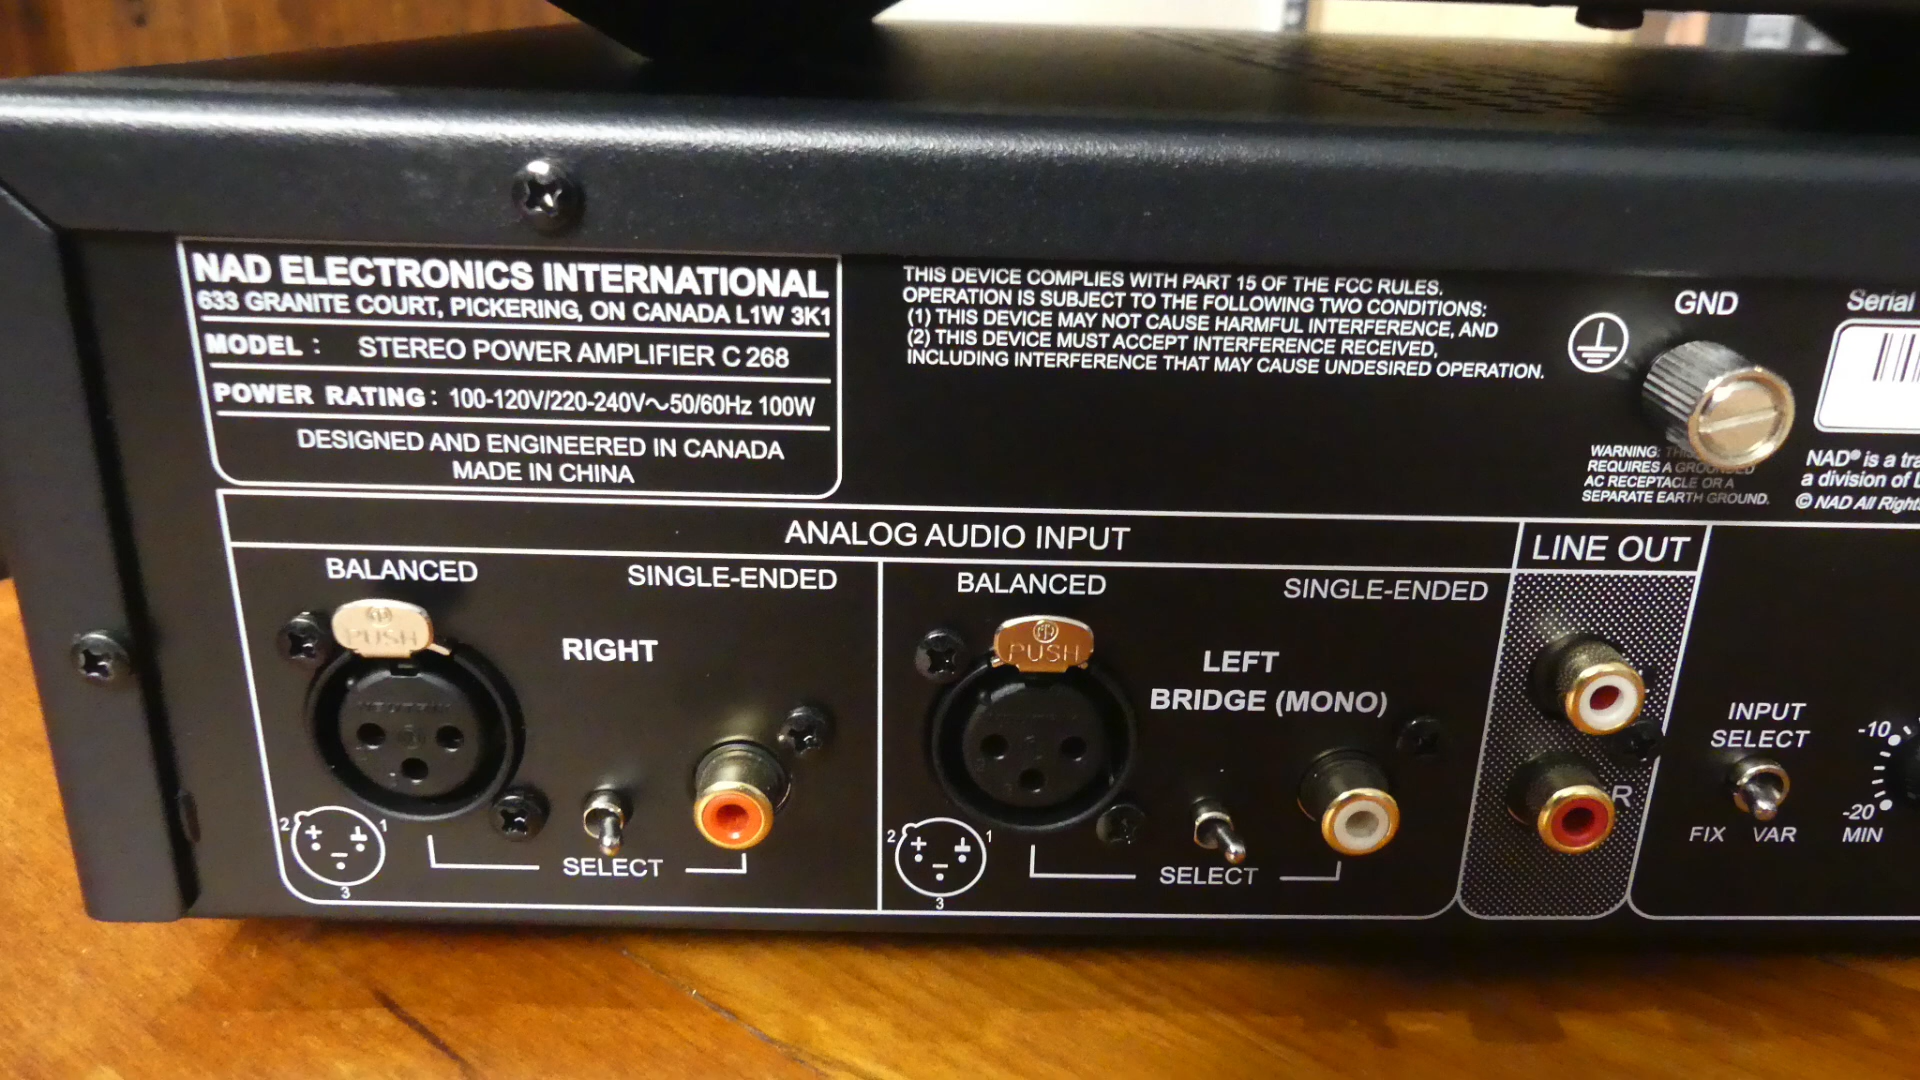 NAD ELECTRONICS INTERNATIONAL
633 GRANITE COURT, PICKERING, ON CANADA L1W 3K1
MODEL : STEREO POWER AMPLIFIER C 268
POWER RATING : 100-120V/220-240V~50/60Hz 100W
DESIGNED AND ENGINEERED IN CANADA
MADE IN CHINA
THIS DEVICE COMPLIES WITH PART 15 OF THE FCC RULES.
OPERATION IS SUBJECT TO THE FOLLOWING TWO CONDITIONS:
(1) THIS DEVICE MAY NOT CAUSE HARMFUL INTERFERENCE, AND
(2) THIS DEVICE MUST ACCEPT INTERFERENCE RECEIVED,
INCLUDING INTERFERENCE THAT MAY CAUSE UNDESIRED OPERATION.
GND
WARNING: THIS
REQUIRES A GROUNDED
AC RECEPTACLE OR A
SEPARATE EARTH GROUND.
Serial
NAD® is a
a division of
© NAD All Rights
ANALOG AUDIO INPUT
BALANCED
SINGLE-ENDED
PUSH
RIGHT
NEUTRIK
2 1
3
SELECT
BALANCED
SINGLE-ENDED
PUSH
LEFT
BRIDGE (MONO)
2 1
3
SELECT
LINE OUT
R
INPUT
SELECT
FIX VAR
-10
-20
MIN